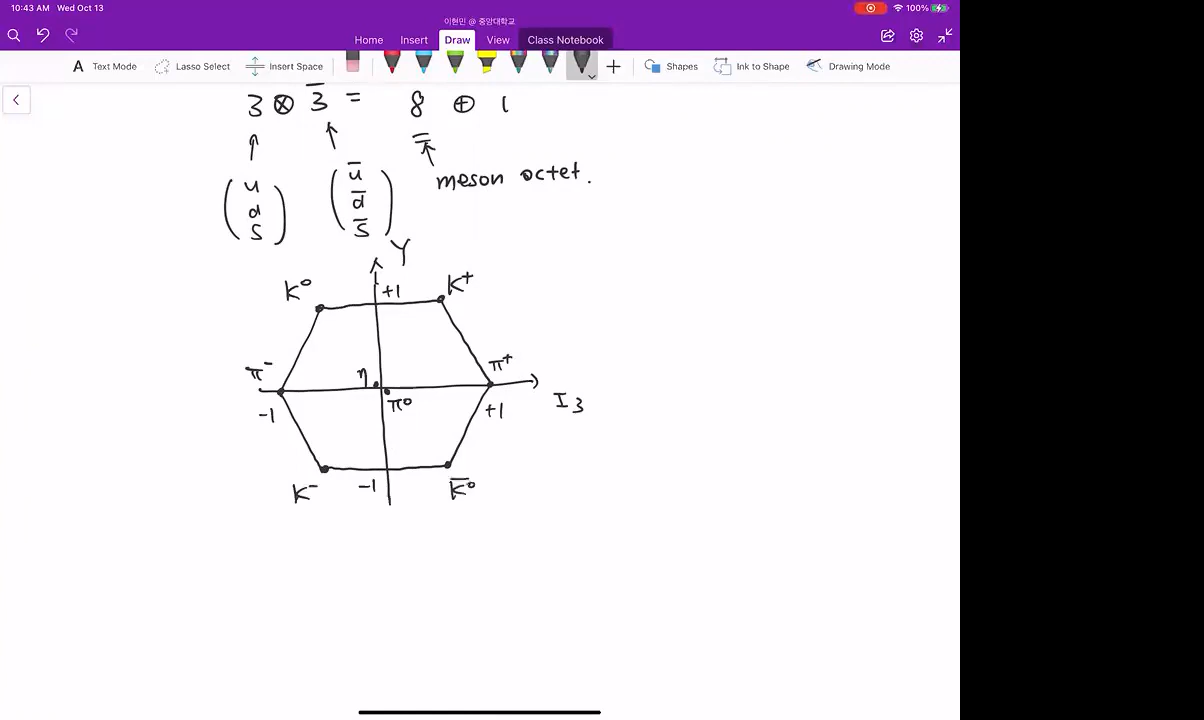 10:43 AM Wed Oct 13
100%
이현민 @ 중앙대학교
Home Insert Draw View Class Notebook
A Text Mode Lasso Select Insert Space Shapes Ink to Shape Drawing Mode
3 ⊗ 3̅ = 8 ⊕ 1
meson octet.
u u̅
d d̅
s s̅
Y
K⁰ +1 K⁺
π⁻ η π⁺
π⁰ I₃
-1 +1
K⁻ -1 K̅⁰